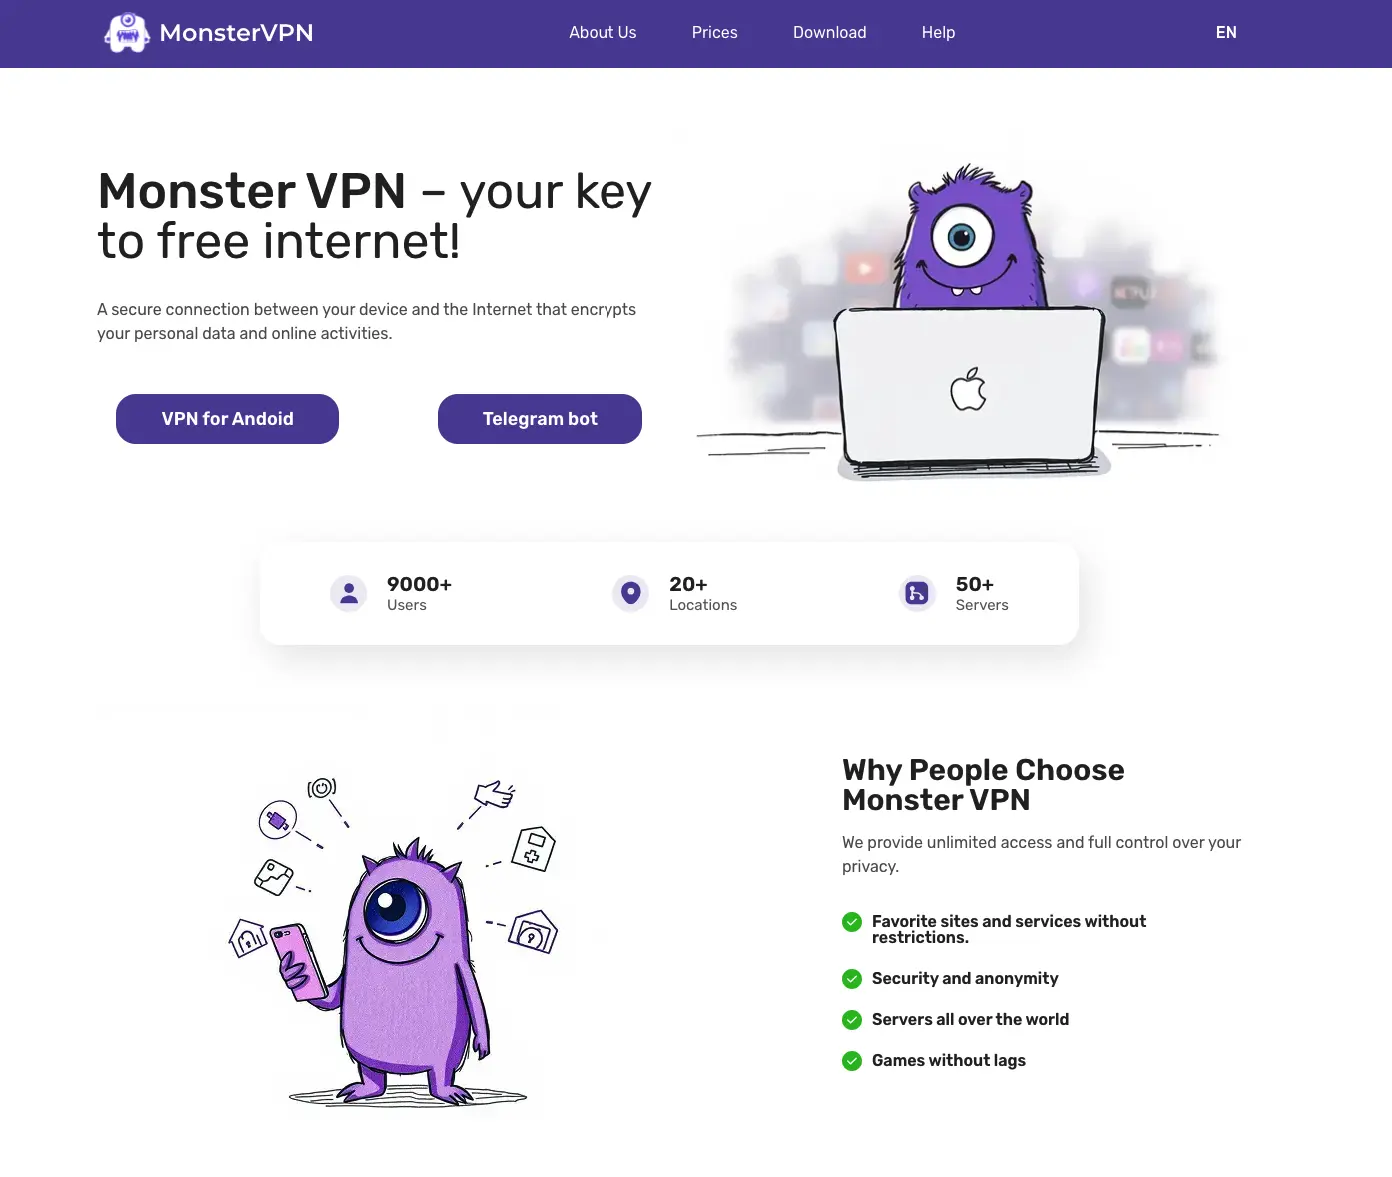 MonsterVPN
About Us
Prices
Download
Help
EN
Monster VPN – your key
to free internet!
A secure connection between your device and the Internet that encrypts
your personal data and online activities.
VPN for Andoid
Telegram bot
9000+
Users
20+
Locations
50+
Servers
Why People Choose
Monster VPN
We provide unlimited access and full control over your
privacy.
Favorite sites and services without
restrictions.
Security and anonymity
Servers all over the world
Games without lags